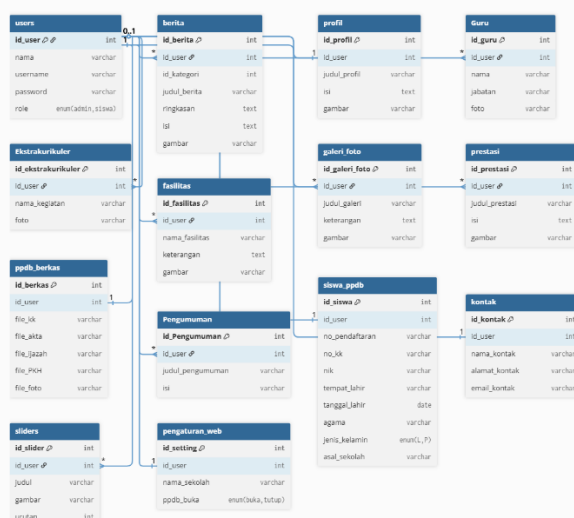 users
id_user int
nama varchar
username varchar
password varchar
role enum(admin,siswa)
0..1
1
berita
id_berita int
* id_user int
id_kategori int
judul_berita varchar
ringkasan text
isi text
gambar varchar
profil
id_profil int
1 id_user int
judul_profil varchar
isi text
gambar varchar
Guru
id_guru int
* id_user int
nama varchar
jabatan varchar
foto varchar
Ekstrakurikuler
id_ekstrakurikuler int
id_user int *
nama_kegiatan varchar
foto varchar
fasilitas
id_fasilitas int
* id_user int
nama_fasilitas varchar
keterangan text
gambar varchar
galeri_foto
id_galeri_foto int
* id_user int
judul_galeri varchar
keterangan text
gambar varchar
prestasi
id_prestasi int
* id_user int
judul_prestasi varchar
isi text
gambar varchar
ppdb_berkas
id_berkas int
id_user int 1
file_kk varchar
file_akta varchar
file_ijazah varchar
file_PKH varchar
file_foto varchar
Pengumuman
id_Pengumuman int
* id_user int
judul_pengumuman varchar
isi varchar
siswa_ppdb
id_siswa int
1 id_user int
no_pendaftaran varchar
no_kk varchar
nik varchar
tempat_lahir varchar
tanggal_lahir date
agama varchar
jenis_kelamin enum(L,P)
asal_sekolah varchar
kontak
id_kontak int
1 id_user int
nama_kontak varchar
alamat_kontak varchar
email_kontak varchar
sliders
id_slider int
id_user int *
judul varchar
gambar varchar
urutan int
pengaturan_web
id_setting int
1 id_user int
nama_sekolah varchar
ppdb_buka enum(buka,tutup)